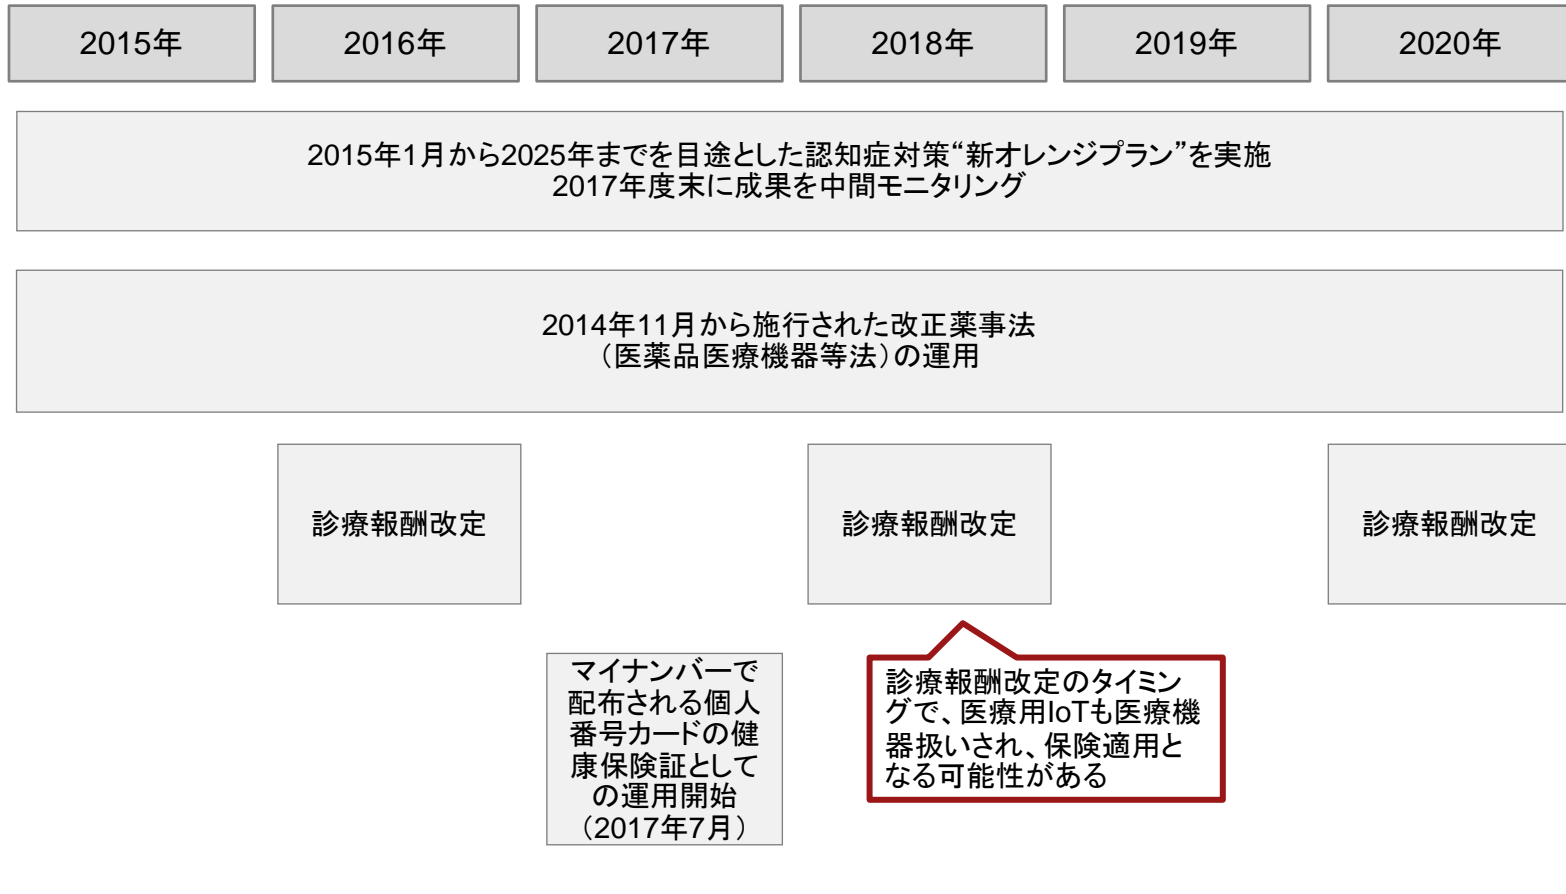 2015年
2016年
2017年
2018年
2019年
2020年
2015年1月から2025年までを目途とした認知症対策“新オレンジプラン”を実施
2017年度末に成果を中間モニタリング
2014年11月から施行された改正薬事法
（医薬品医療機器等法）の運用
診療報酬改定
診療報酬改定
診療報酬改定
マイナンバーで
配布される個人
番号カードの健
康保険証として
の運用開始
（2017年7月）
診療報酬改定のタイミン
グで、医療用IoTも医療機
器扱いされ、保険適用と
なる可能性がある